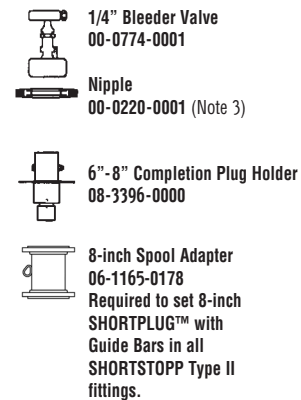 1/4” Bleeder Valve
00-0774-0001
Nipple
00-0220-0001 (Note 3)
6”-8” Completion Plug Holder
08-3396-0000
8-inch Spool Adapter
06-1165-0178
Required to set 8-inch
SHORTPLUG™ with
Guide Bars in all
SHORTSTOPP Type II
fittings.